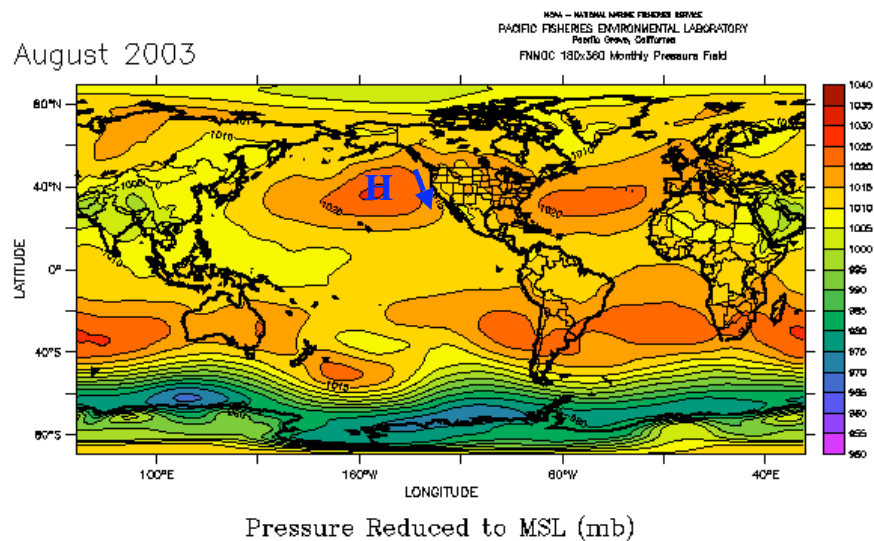 NOAA — NATIONAL MARINE FISHERIES SERVICE
PACIFIC FISHERIES ENVIRONMENTAL LABORATORY
Pacific Grove, California
FNMOC 180x360 Monthly Pressure Field
August 2003
80°N
40°N
0°
40°S
80°S
LATITUDE
H
1010
1010
1010
1020
1020
1010
1010
1015
100°E
160°W
60°W
40°E
LONGITUDE
1040
1035
1030
1025
1020
1015
1010
1005
1000
995
990
985
980
975
970
965
960
955
950
Pressure Reduced to MSL (mb)